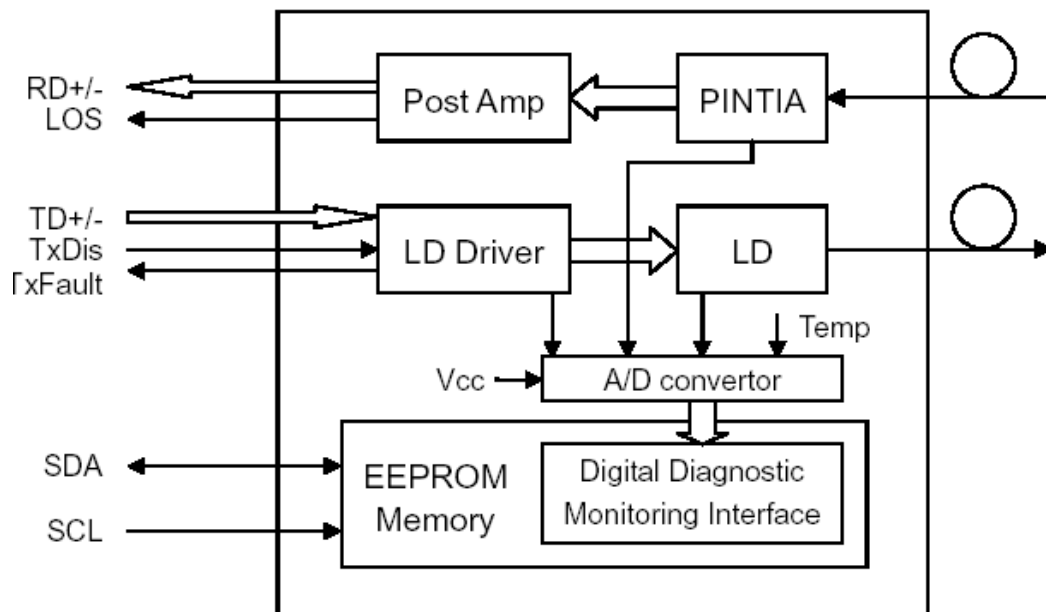 RD+/-
LOS
Post Amp
PINTIA
TD+/-
TxDis
TxFault
LD Driver
LD
Temp
Vcc
A/D convertor
SDA
SCL
EEPROM
Memory
Digital Diagnostic
Monitoring Interface